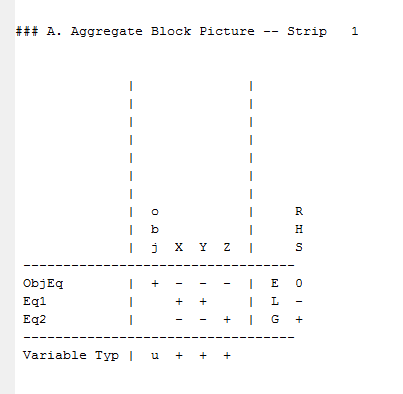 ### A. Aggregate Block Picture -- Strip   1
                |                |
                |                |
                |                |
                |                |
                |                |
                |                |
                |                |
                |  o             |     R
                |  b             |     H
                |  j  X  Y  Z    |     S
----------------------------------
ObjEq           |  +  -  -  -    |  E  0
Eq1             |     +  +       |  L  -
Eq2             |     -  -  +    |  G  +
----------------------------------
Variable Typ    |  u  +  +  +